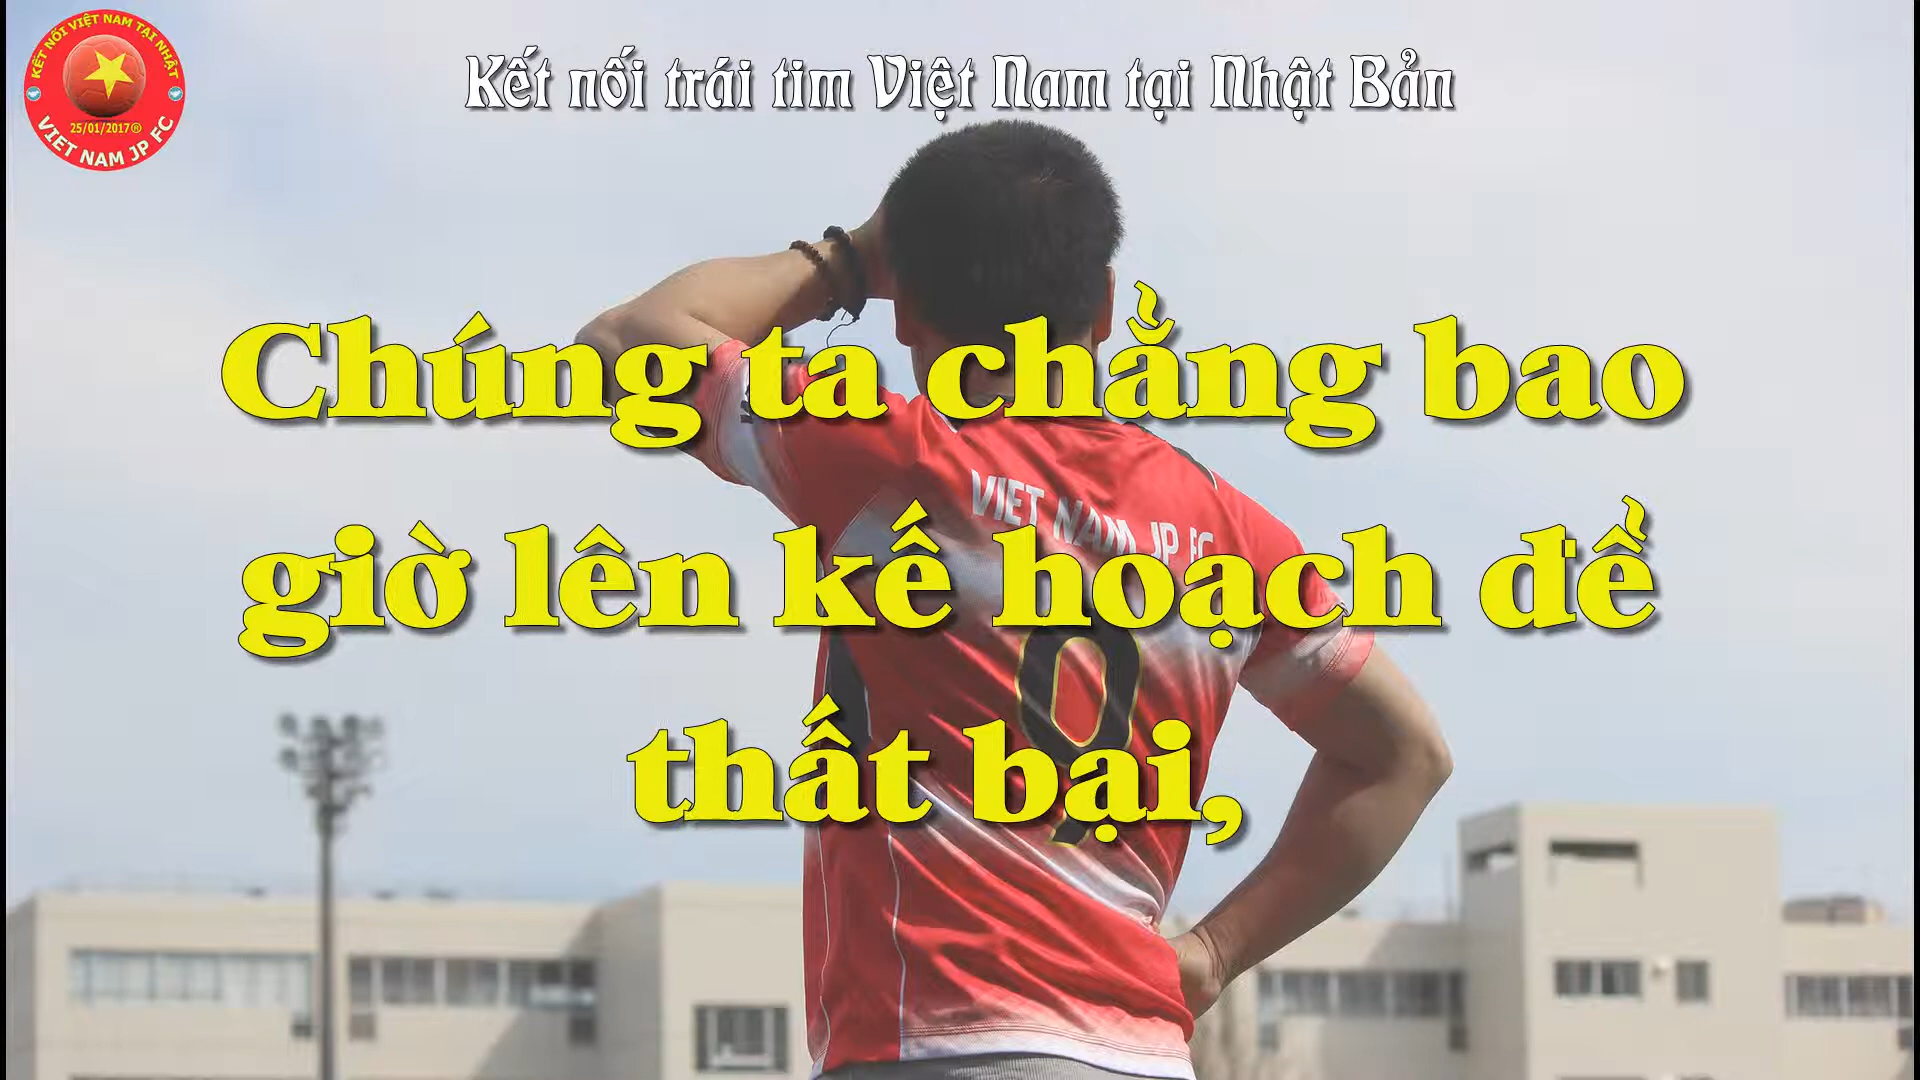 KẾT NỐI VIỆT NAM TẠI NHẬT
25/01/2017®
VIET NAM JP FC
Kết nối trái tim Việt Nam tại Nhật Bản
Chúng ta chẳng bao
giờ lên kế hoạch để
thất bại,
VIET NAM JP FC
9